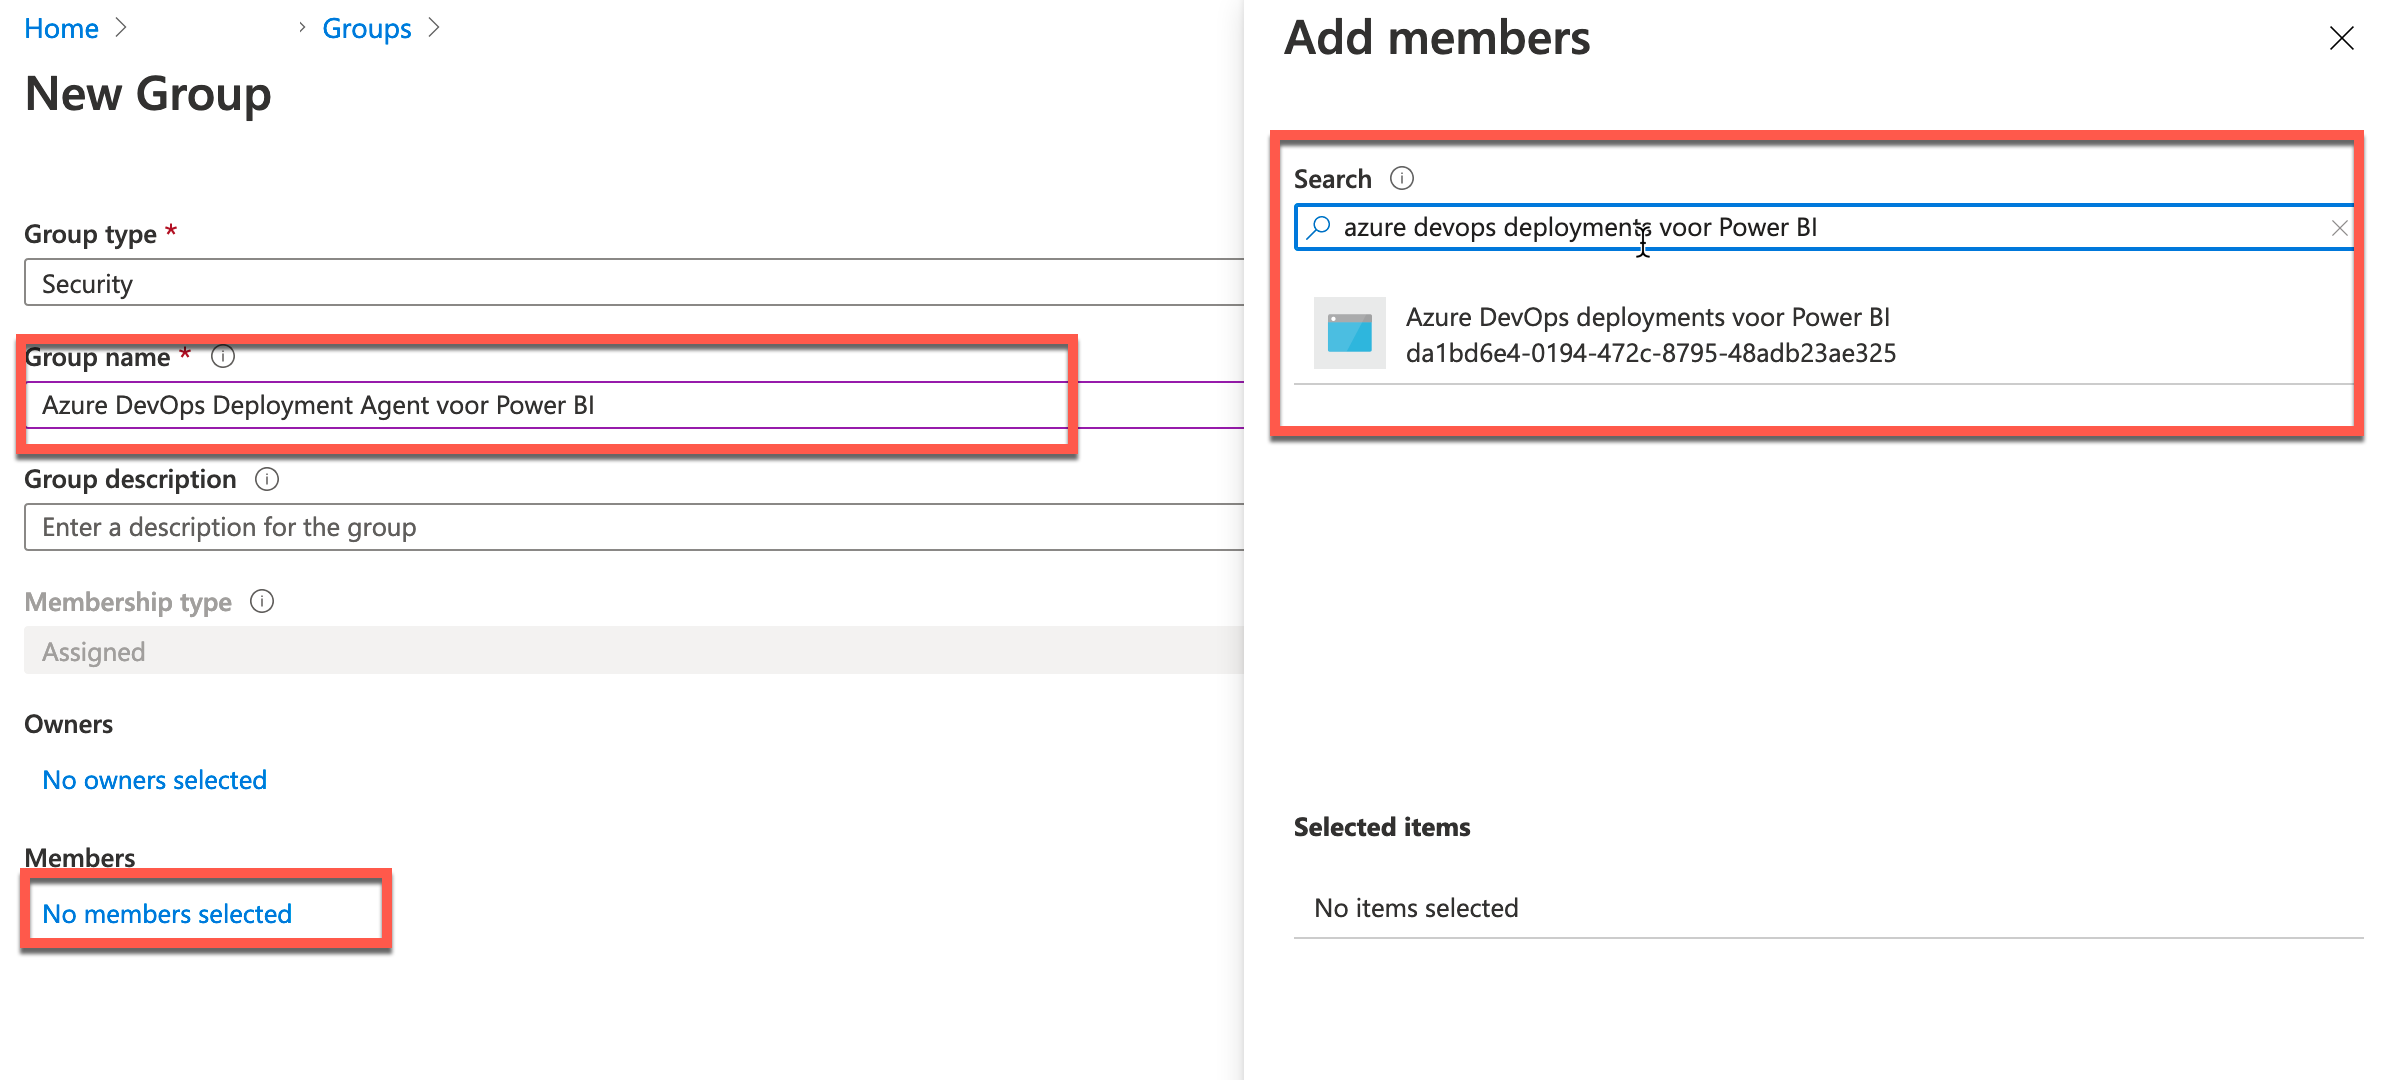 Home > > Groups >
New Group
Group type *
Security
Group name *
Azure DevOps Deployment Agent voor Power BI
Group description
Enter a description for the group
Membership type
Assigned
Owners
No owners selected
Members
No members selected
Add members
Search
azure devops deployments voor Power BI
Azure DevOps deployments voor Power BI
da1bd6e4-0194-472c-8795-48adb23ae325
Selected items
No items selected